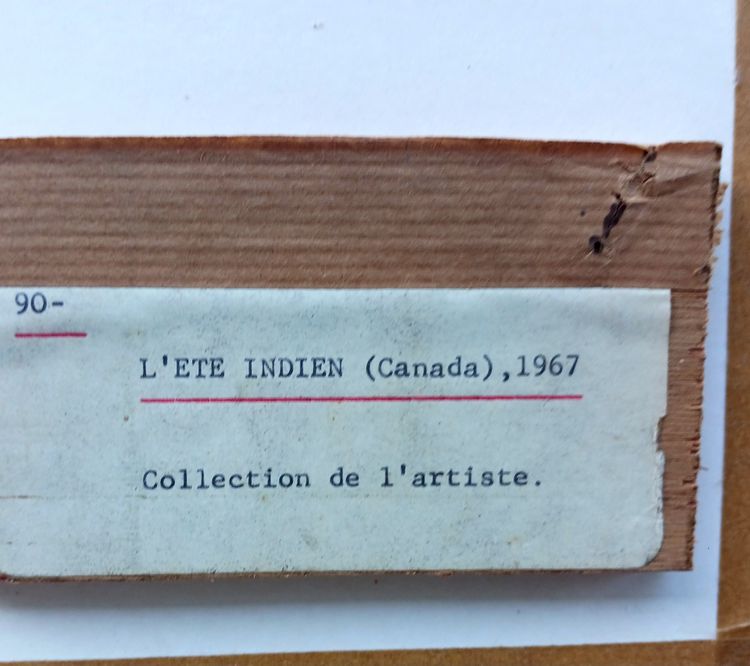 90-
L'ETE INDIEN (Canada),1967
Collection de l'artiste.